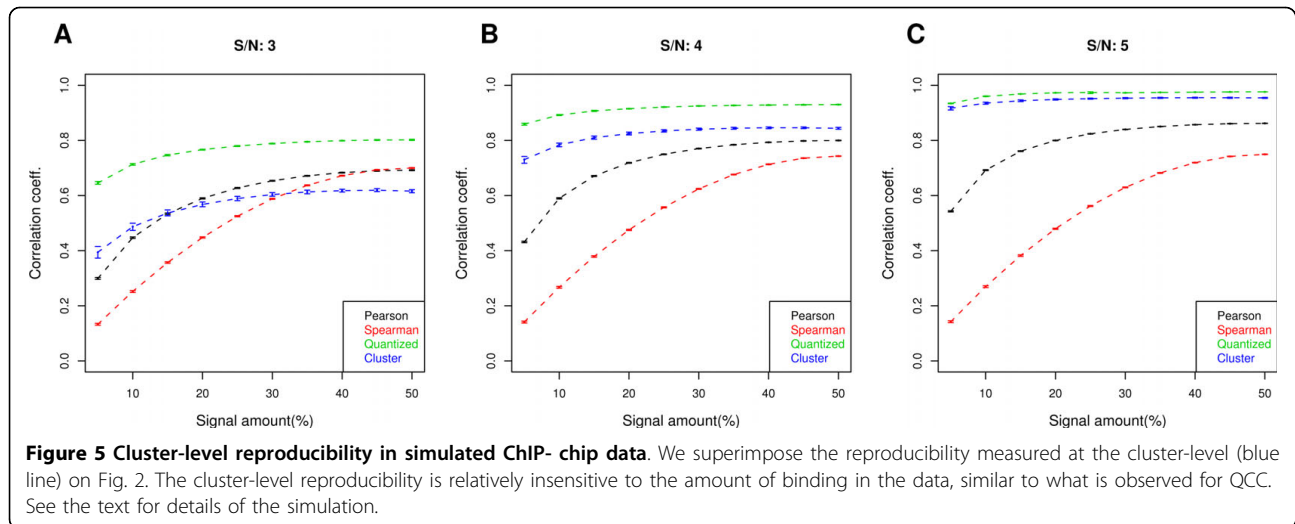 A
S/N: 3
Correlation coeff.
0.0
0.2
0.4
0.6
0.8
1.0
10
20
30
40
50
Signal amount(%)
Pearson
Spearman
Quantized
Cluster
B
S/N: 4
Correlation coeff.
0.0
0.2
0.4
0.6
0.8
1.0
10
20
30
40
50
Signal amount(%)
Pearson
Spearman
Quantized
Cluster
C
S/N: 5
Correlation coeff.
0.0
0.2
0.4
0.6
0.8
1.0
10
20
30
40
50
Signal amount(%)
Pearson
Spearman
Quantized
Cluster
Figure 5 Cluster-level reproducibility in simulated ChIP- chip data. We superimpose the reproducibility measured at the cluster-level (blue
line) on Fig. 2. The cluster-level reproducibility is relatively insensitive to the amount of binding in the data, similar to what is observed for QCC.
See the text for details of the simulation.